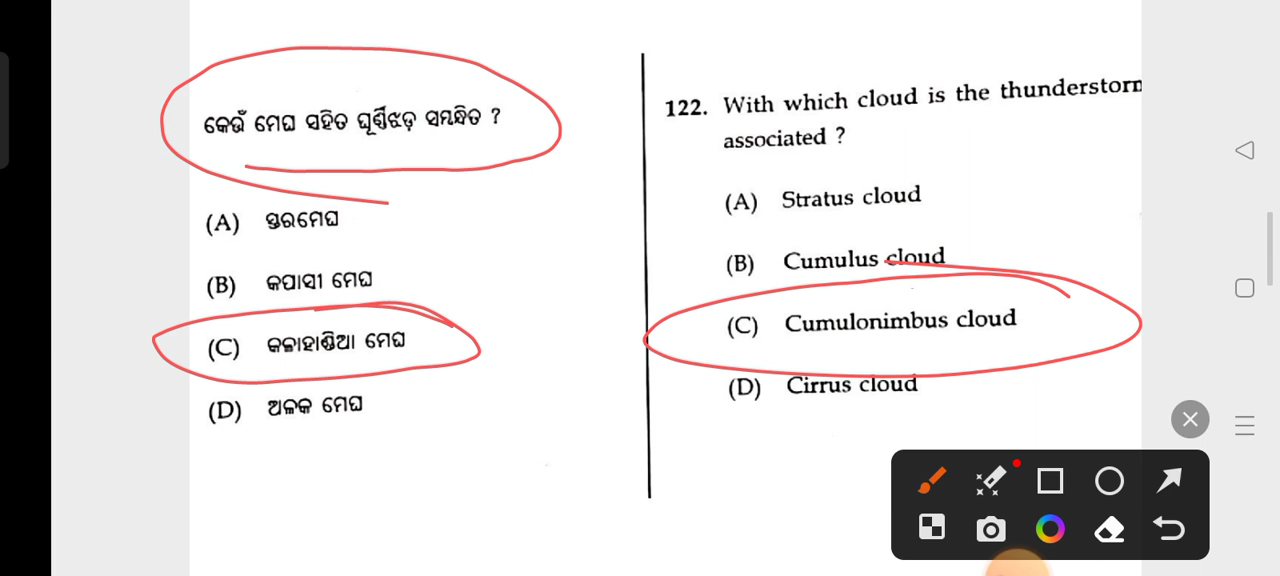 କେଉଁ ମେଘ ସହିତ ଘୂର୍ଣ୍ଣିଝଡ଼ ସମ୍ବନ୍ଧିତ ?
(A) ସ୍ତରମେଘ
(B) କପାସୀ ମେଘ
(C) କଳାହାଣ୍ଡିଆ ମେଘ
(D) ଅଳକ ମେଘ
122. With which cloud is the thunderstorm
associated ?
(A) Stratus cloud
(B) Cumulus cloud
(C) Cumulonimbus cloud
(D) Cirrus cloud